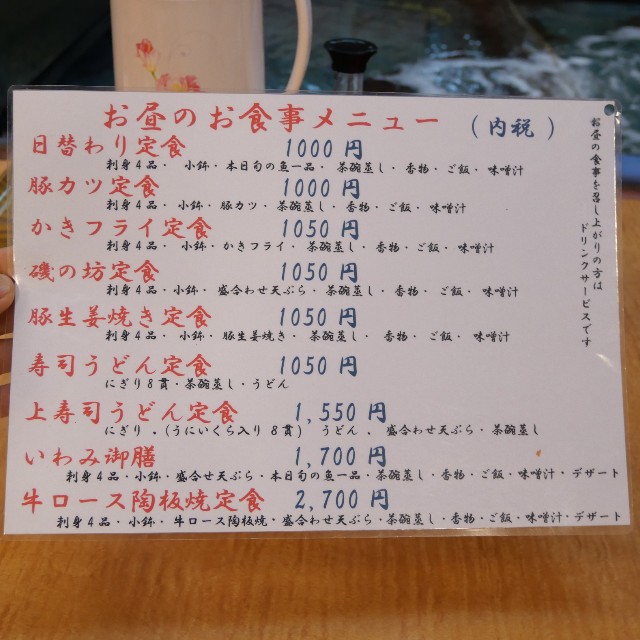 お昼のお食事メニュー (内税)
日替わり定食 1000円
刺身4品・小鉢・本日旬の魚一品・茶碗蒸し・香物・ご飯・味噌汁
豚カツ定食 1000円
刺身4品・小鉢・豚カツ・茶碗蒸し・香物・ご飯・味噌汁
かきフライ定食 1050円
刺身4品・小鉢・かきフライ・茶碗蒸し・香物・ご飯・味噌汁
磯の坊定食 1050円
刺身4品・小鉢・盛合わせ天ぷら・茶碗蒸し・香物・ご飯・味噌汁
豚生姜焼き定食 1050円
刺身4品・小鉢・豚生姜焼き・茶碗蒸し・香物・ご飯・味噌汁
寿司うどん定食 1050円
にぎり8貫・茶碗蒸し・うどん
上寿司うどん定食 1,550円
にぎり・(うにいくら入り8貫) うどん・盛合わせ天ぷら・茶碗蒸し
いわみ御膳 1,700円
刺身4品・小鉢・盛合せ天ぷら・本日旬の魚一品・茶碗蒸し・香物・ご飯・味噌汁・デザート
牛ロース陶板焼定食 2,700円
刺身4品・小鉢・牛ロース陶板焼・盛合わせ天ぷら・茶碗蒸し・香物・ご飯・味噌汁・デザート
お昼の食事を召し上がりの方は
ドリンクサービスです